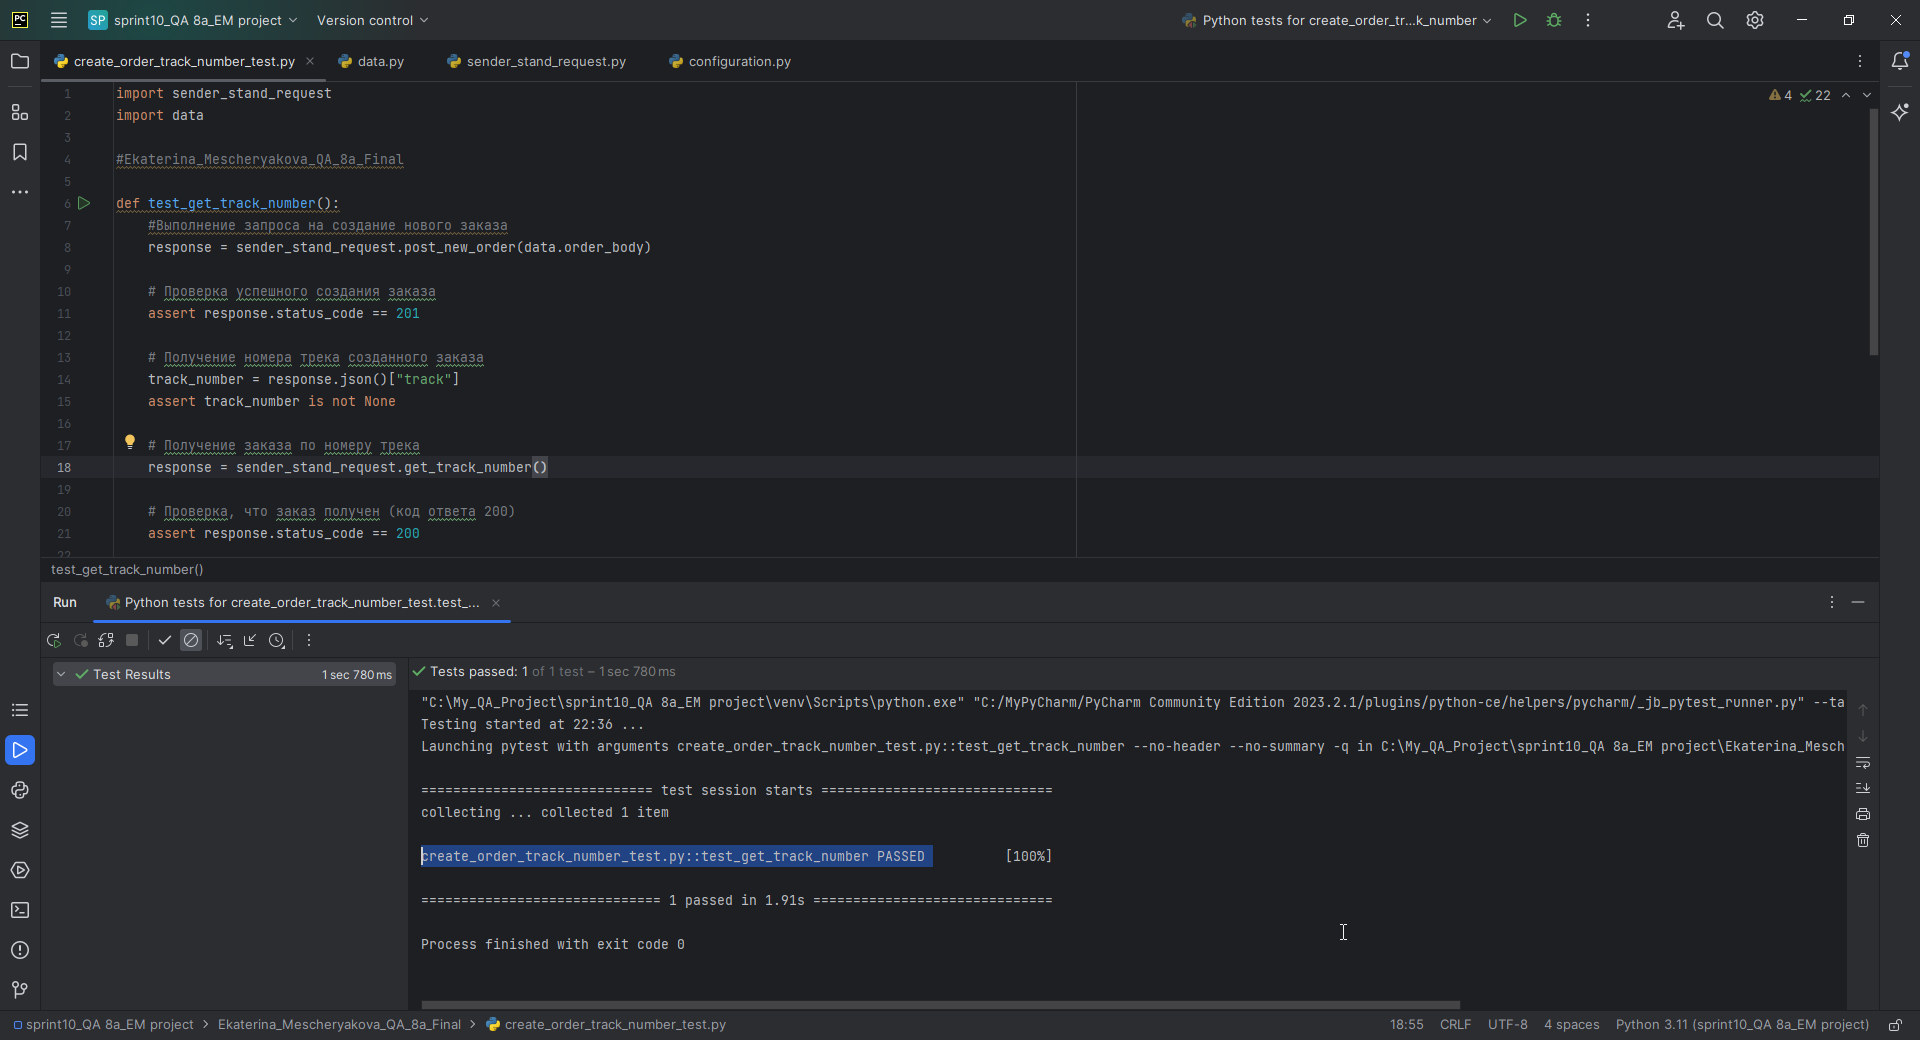 PC
SP sprint10_QA 8a_EM project
Version control
Python tests for create_order_tr...k_number
create_order_track_number_test.py
data.py
sender_stand_request.py
configuration.py
4 22
1 import sender_stand_request
2 import data
3
4 #Ekaterina_Mescheryakova_QA_8a_Final
5
6 def test_get_track_number():
7 #Выполнение запроса на создание нового заказа
8 response = sender_stand_request.post_new_order(data.order_body)
9
10 # Проверка успешного создания заказа
11 assert response.status_code == 201
12
13 # Получение номера трека созданного заказа
14 track_number = response.json()["track"]
15 assert track_number is not None
16
17 # Получение заказа по номеру трека
18 response = sender_stand_request.get_track_number()
19
20 # Проверка, что заказ получен (код ответа 200)
21 assert response.status_code == 200
22
test_get_track_number()
Run
Python tests for create_order_track_number_test.test_...
Test Results 1 sec 780 ms
Tests passed: 1 of 1 test – 1 sec 780 ms
"C:\My_QA_Project\sprint10_QA 8a_EM project\venv\Scripts\python.exe" "C:/MyPyCharm/PyCharm Community Edition 2023.2.1/plugins/python-ce/helpers/pycharm/_jb_pytest_runner.py" --ta
Testing started at 22:36 ...
Launching pytest with arguments create_order_track_number_test.py::test_get_track_number --no-header --no-summary -q in C:\My_QA_Project\sprint10_QA 8a_EM project\Ekaterina_Mesch
============================= test session starts =============================
collecting ... collected 1 item
create_order_track_number_test.py::test_get_track_number PASSED [100%]
============================== 1 passed in 1.91s ==============================
Process finished with exit code 0
sprint10_QA 8a_EM project > Ekaterina_Mescheryakova_QA_8a_Final > create_order_track_number_test.py
18:55 CRLF UTF-8 4 spaces Python 3.11 (sprint10_QA 8a_EM project)